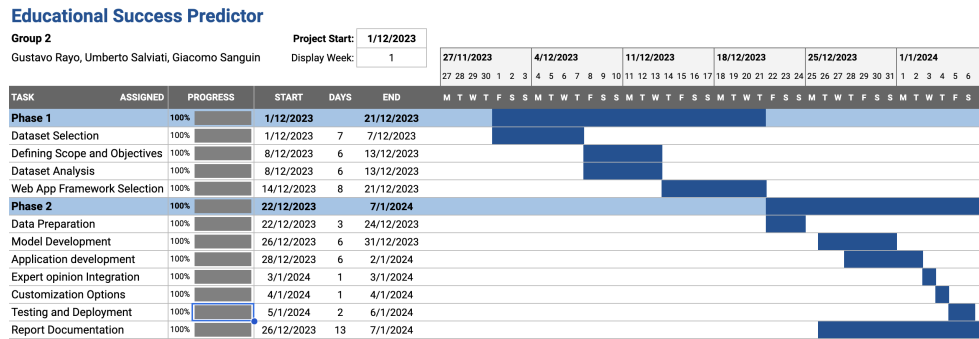 Educational Success Predictor
Group 2 Project Start: 1/12/2023
Gustavo Rayo, Umberto Salviati, Giacomo Sanguin Display Week: 1
27/11/2023 4/12/2023 11/12/2023 18/12/2023 25/12/2023 1/1/2024
27 28 29 30 1 2 3 4 5 6 7 8 9 10 11 12 13 14 15 16 17 18 19 20 21 22 23 24 25 26 27 28 29 30 31 1 2 3 4 5 6
TASK ASSIGNED PROGRESS START DAYS END M T W T F S S M T W T F S S M T W T F S S M T W T F S S M T W T F S S M T W T F S
Phase 1 100% 1/12/2023 21/12/2023
Dataset Selection 100% 1/12/2023 7 7/12/2023
Defining Scope and Objectives 100% 8/12/2023 6 13/12/2023
Dataset Analysis 100% 8/12/2023 6 13/12/2023
Web App Framework Selection 100% 14/12/2023 8 21/12/2023
Phase 2 100% 22/12/2023 7/1/2024
Data Preparation 100% 22/12/2023 3 24/12/2023
Model Development 100% 26/12/2023 6 31/12/2023
Application development 100% 28/12/2023 6 2/1/2024
Expert opinion Integration 100% 3/1/2024 1 3/1/2024
Customization Options 100% 4/1/2024 1 4/1/2024
Testing and Deployment 100% 5/1/2024 2 6/1/2024
Report Documentation 100% 26/12/2023 13 7/1/2024